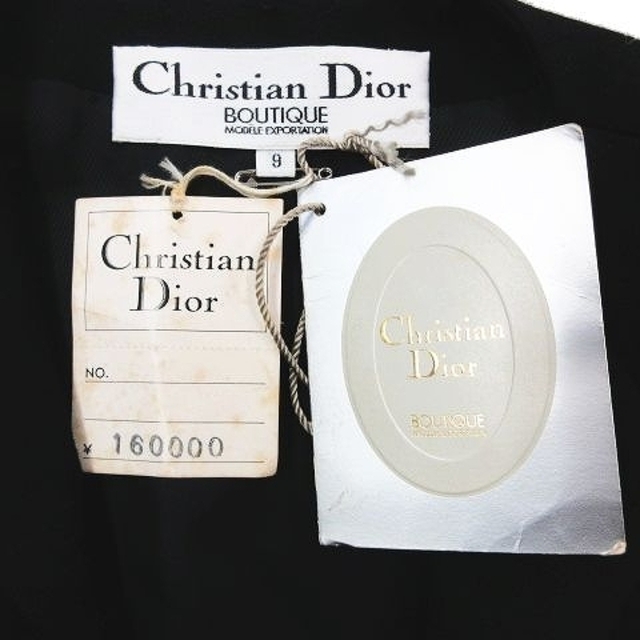 Christian Dior
BOUTIQUE
MODÈLE EXPORTATION
9
Christian
Dior
NO.
¥ 160000
Christian
Dior
BOUTIQUE